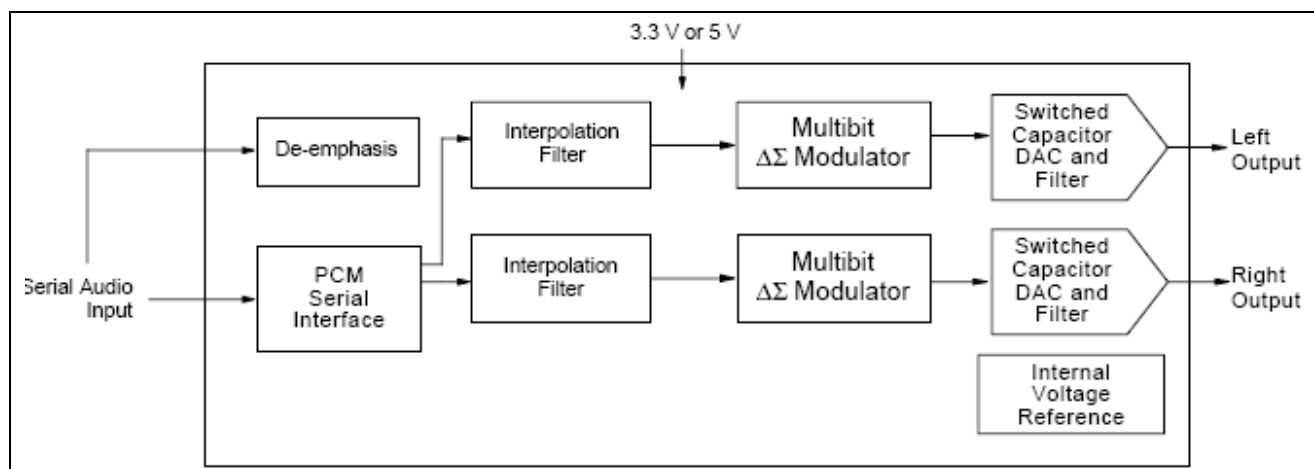 3.3 V or 5 V
De-emphasis
Interpolation
Filter
Multibit
ΔΣ Modulator
Switched
Capacitor
DAC and
Filter
Left
Output
Serial Audio
Input
PCM
Serial
Interface
Interpolation
Filter
Multibit
ΔΣ Modulator
Switched
Capacitor
DAC and
Filter
Right
Output
Internal
Voltage
Reference